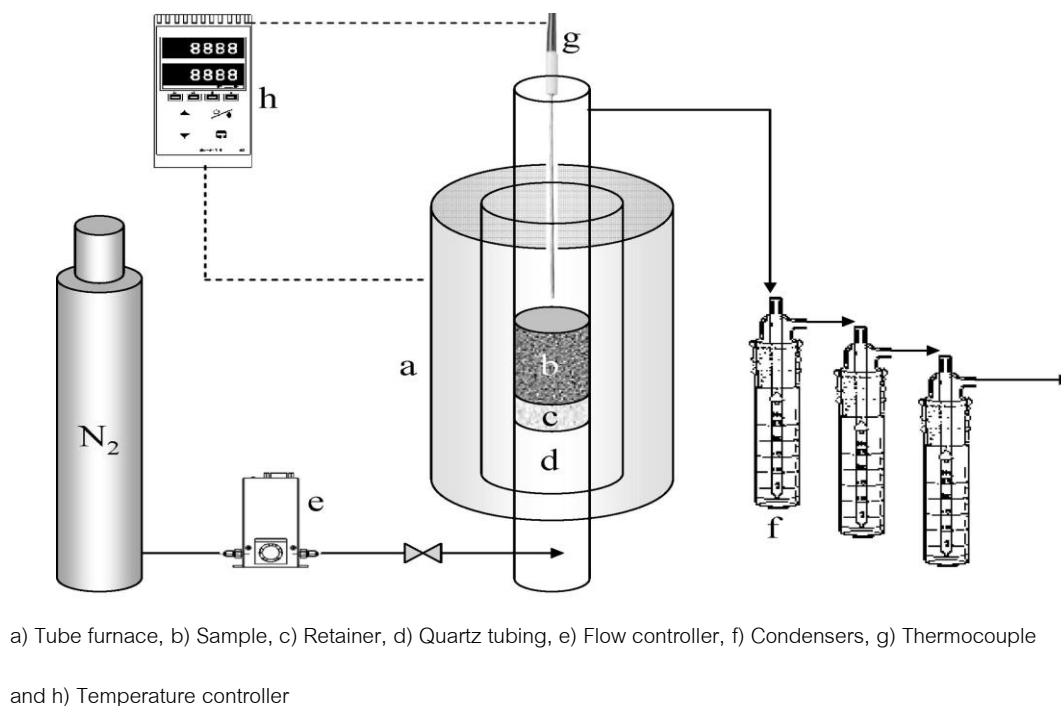 g
8888
8888
h
a
b
c
d
N₂
e
f
a) Tube furnace, b) Sample, c) Retainer, d) Quartz tubing, e) Flow controller, f) Condensers, g) Thermocouple
and h) Temperature controller